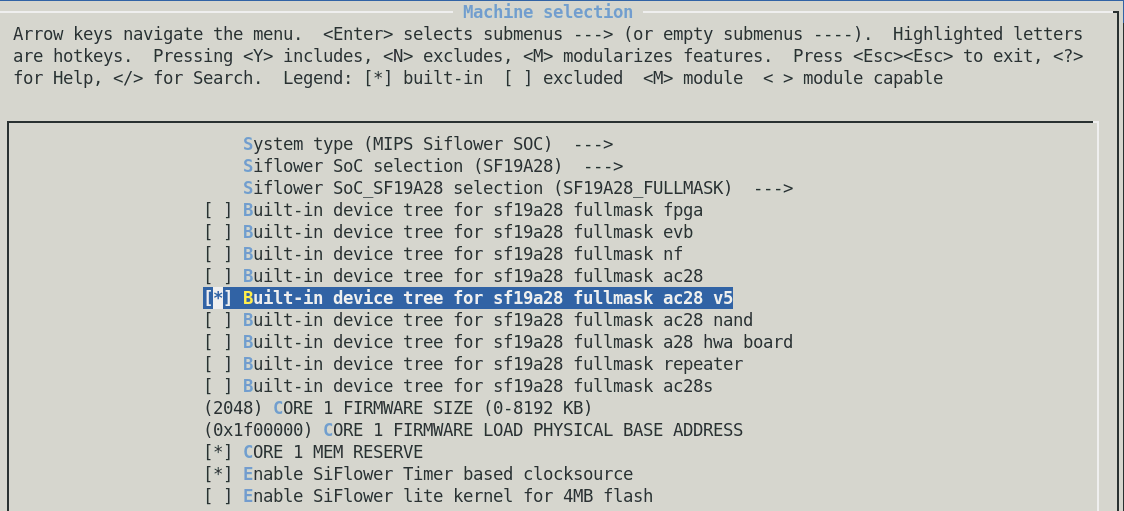 Machine selection
Arrow keys navigate the menu.  <Enter> selects submenus ---> (or empty submenus ----).  Highlighted letters
are hotkeys.  Pressing <Y> includes, <N> excludes, <M> modularizes features.  Press <Esc><Esc> to exit, <?>
for Help, </> for Search.  Legend: [*] built-in  [ ] excluded  <M> module  < > module capable
System type (MIPS Siflower SOC)  --->
Siflower SoC selection (SF19A28)  --->
Siflower SoC_SF19A28 selection (SF19A28_FULLMASK)  --->
[ ] Built-in device tree for sf19a28 fullmask fpga
[ ] Built-in device tree for sf19a28 fullmask evb
[ ] Built-in device tree for sf19a28 fullmask nf
[ ] Built-in device tree for sf19a28 fullmask ac28
[*] Built-in device tree for sf19a28 fullmask ac28 v5
[ ] Built-in device tree for sf19a28 fullmask ac28 nand
[ ] Built-in device tree for sf19a28 fullmask a28 hwa board
[ ] Built-in device tree for sf19a28 fullmask repeater
[ ] Built-in device tree for sf19a28 fullmask ac28s
(2048) CORE 1 FIRMWARE SIZE (0-8192 KB)
(0x1f00000) CORE 1 FIRMWARE LOAD PHYSICAL BASE ADDRESS
[*] CORE 1 MEM RESERVE
[*] Enable SiFlower Timer based clocksource
[ ] Enable SiFlower lite kernel for 4MB flash